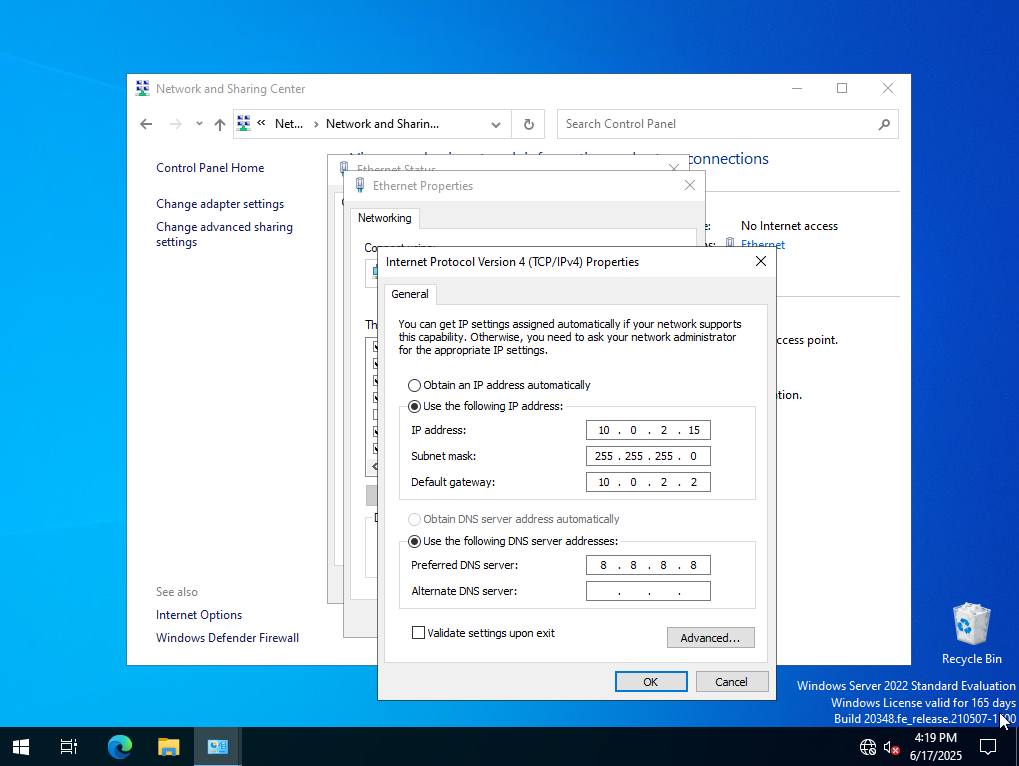 Network and Sharing Center
« Net... > Network and Sharin...
Search Control Panel
Control Panel Home
Change adapter settings
Change advanced sharing
settings
connections
No Internet access
Ethernet
ccess point.
See also
Internet Options
Windows Defender Firewall
Ethernet Status
Ethernet Properties
Networking
Internet Protocol Version 4 (TCP/IPv4) Properties
General
You can get IP settings assigned automatically if your network supports
this capability. Otherwise, you need to ask your network administrator
for the appropriate IP settings.
Obtain an IP address automatically
Use the following IP address:
IP address: 10 . 0 . 2 . 15
Subnet mask: 255 . 255 . 255 . 0
Default gateway: 10 . 0 . 2 . 2
Obtain DNS server address automatically
Use the following DNS server addresses:
Preferred DNS server: 8 . 8 . 8 . 8
Alternate DNS server: . . .
Validate settings upon exit
Advanced...
OK Cancel
Recycle Bin
Windows Server 2022 Standard Evaluation
Windows License valid for 165 days
Build 20348.fe_release.210507-1
4:19 PM
6/17/2025